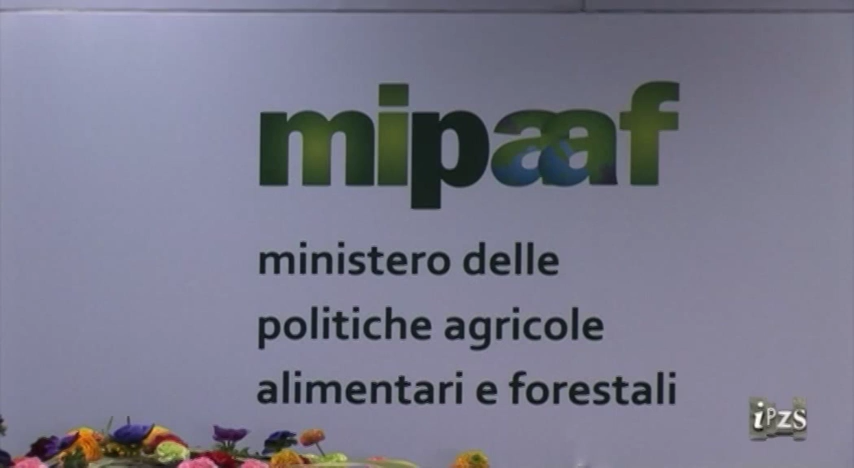 mipaaf
ministero delle
politiche agricole
alimentari e forestali
iPZS